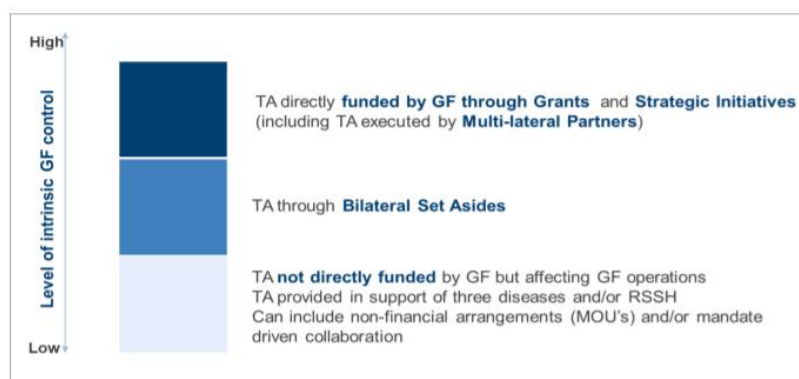 High
Level of intrinsic GF control
TA directly funded by GF through Grants and Strategic Initiatives
(including TA executed by Multi-lateral Partners)
TA through Bilateral Set Asides
TA not directly funded by GF but affecting GF operations
TA provided in support of three diseases and/or RSSH
Can include non-financial arrangements (MOU's) and/or mandate
driven collaboration
Low